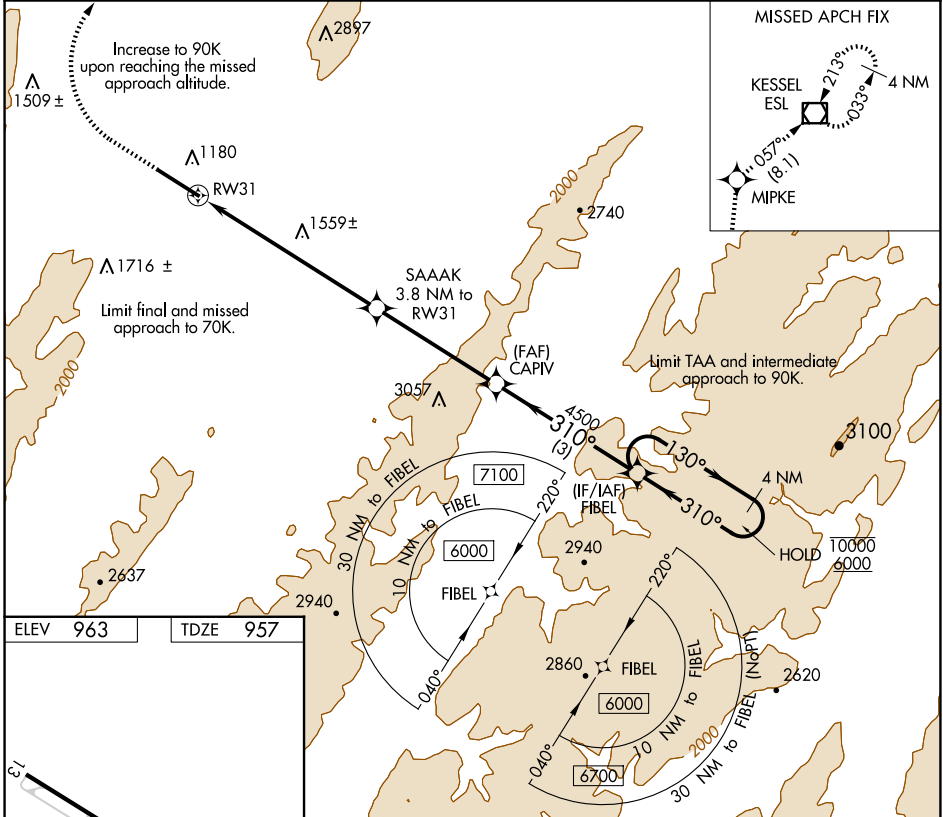 2897
MISSED APCH FIX
Increase to 90K
upon reaching the missed
approach altitude.
1509 ±
213°
4 NM
KESSEL
ESL
033°
057°
(8.1)
MIPKE
1180
RW31
2000
2740
1559 ±
1716 ±
SAAAK
3.8 NM to
RW31
Limit final and missed
approach to 70K.
(FAF)
CAPIV
Limit TAA and intermediate
approach to 90K.
2000
3057
4500
310°
(3)
3100
130°
4 NM
(IF/IAF)
FIBEL
310°
HOLD
10000
6000
7100
30 NM to FIBEL
220°
10 NM to FIBEL
6000
FIBEL
040°
2940
2637
2940
220°
2860
FIBEL
6000
10 NM to FIBEL
30 NM to FIBEL (NoPT)
2620
2000
040°
6700
ELEV 963
TDZE 957
13